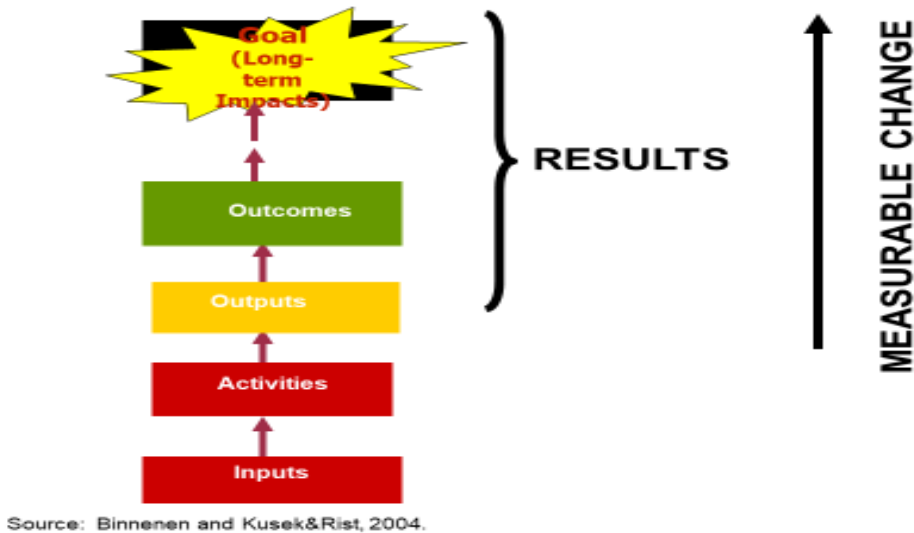 Goal
(Long-
term
Impacts)
RESULTS
MEASURABLE CHANGE
Outcomes
Outputs
Activities
Inputs
Source: Binnenen and Kusek&Rist, 2004.